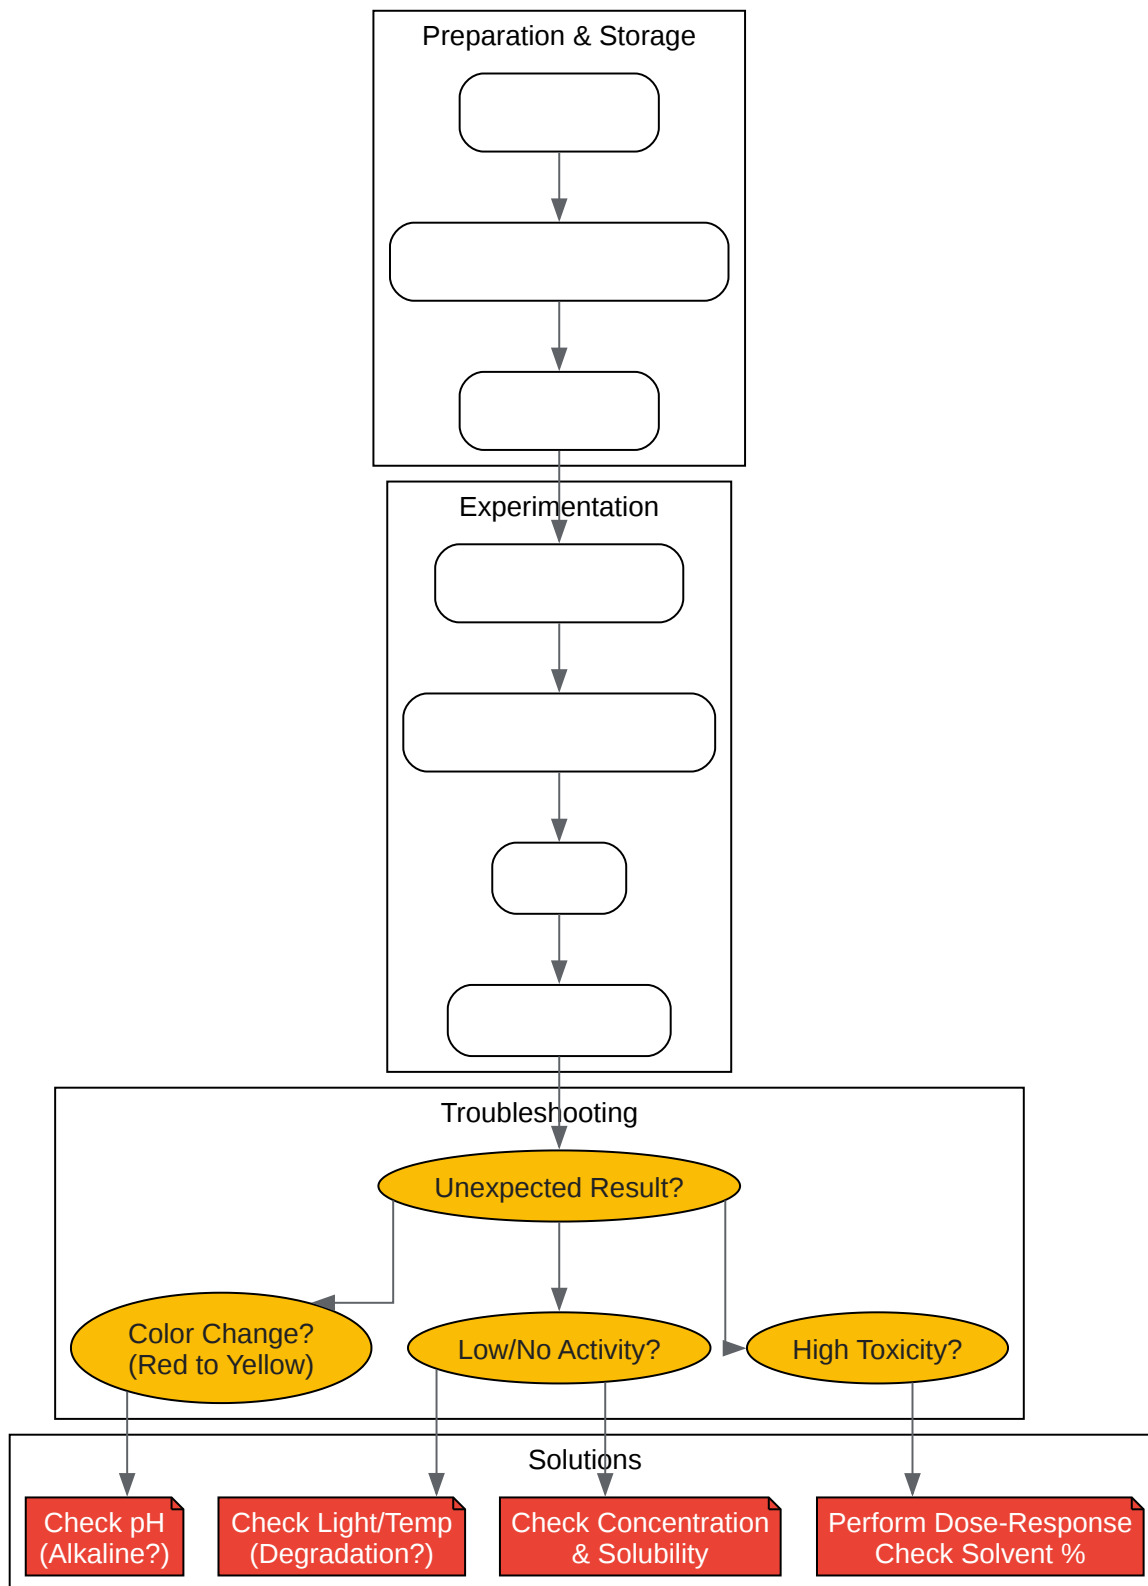 Preparation & Storage
Experimentation
Troubleshooting
Unexpected Result?
Color Change?
(Red to Yellow)
Low/No Activity?
High Toxicity?
Solutions
Check pH
(Alkaline?)
Check Light/Temp
(Degradation?)
Check Concentration
& Solubility
Perform Dose-Response
Check Solvent %